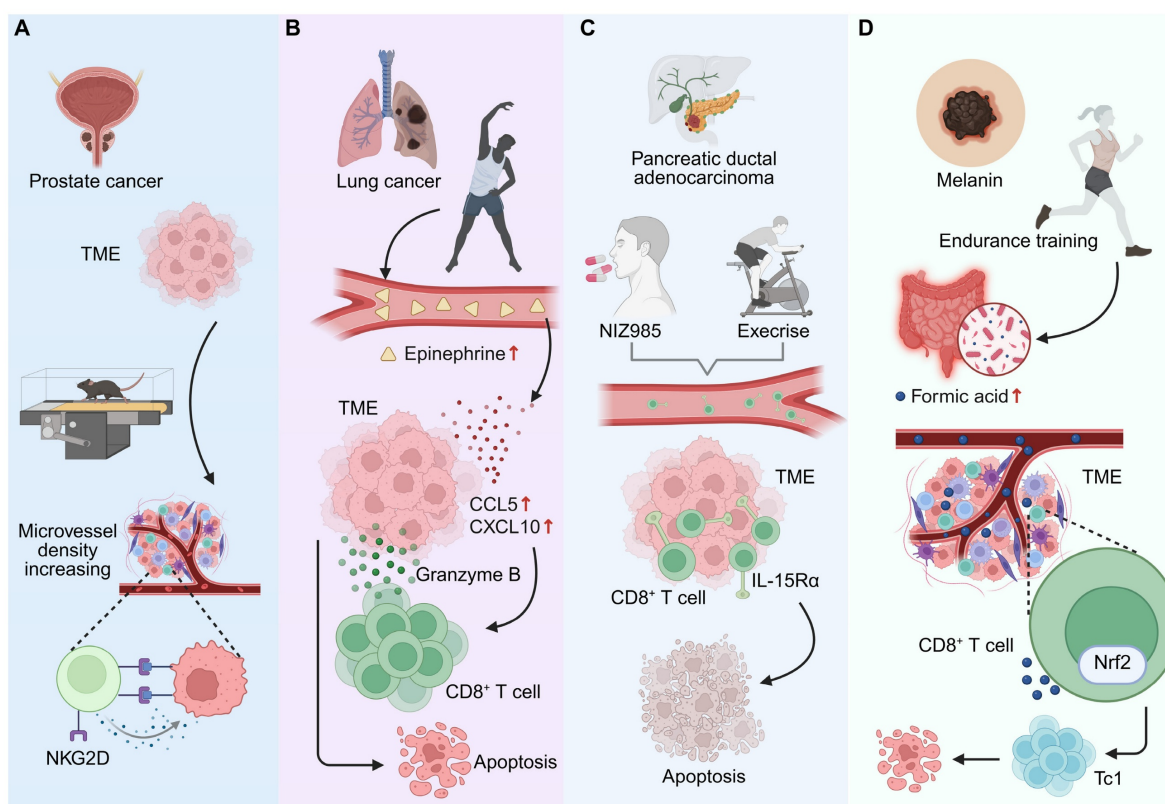 A
Prostate cancer
TME
Microvessel
density
increasing
NKG2D
B
Lung cancer
Epinephrine↑
TME
CCL5↑
CXCL10↑
Granzyme B
CD8⁺ T cell
Apoptosis
C
Pancreatic ductal
adenocarcinoma
NIZ985
Execrise
TME
IL-15Rα
CD8⁺ T cell
Apoptosis
D
Melanin
Endurance training
Formic acid↑
TME
CD8⁺ T cell
Nrf2
Tc1